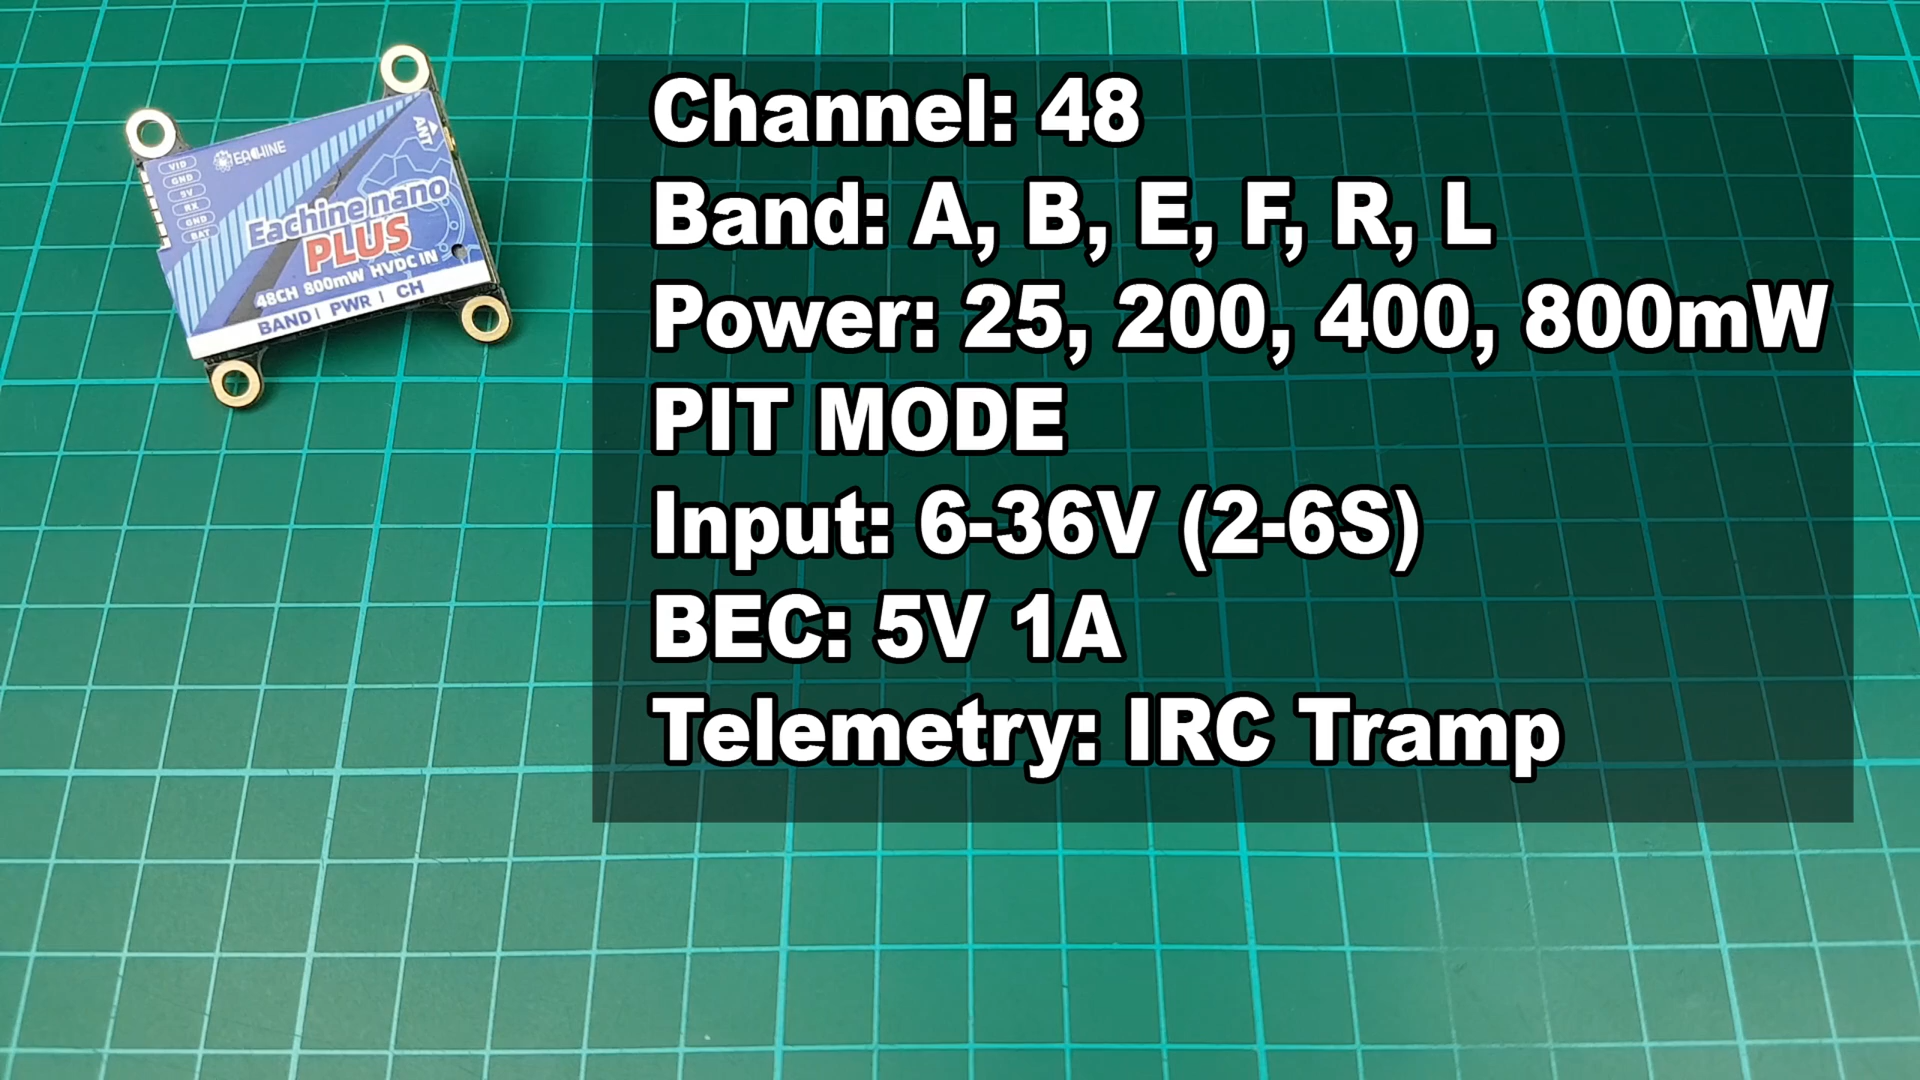 Channel: 48
Band: A, B, E, F, R, L
Power: 25, 200, 400, 800mW
PIT MODE
Input: 6-36V (2-6S)
BEC: 5V 1A
Telemetry: IRC Tramp
VID
GND
5V
RX
GND
BAT
EACHINE
ANT
Eachine nano
PLUS
48CH 800mW HVDC IN
BAND | PWR | CH